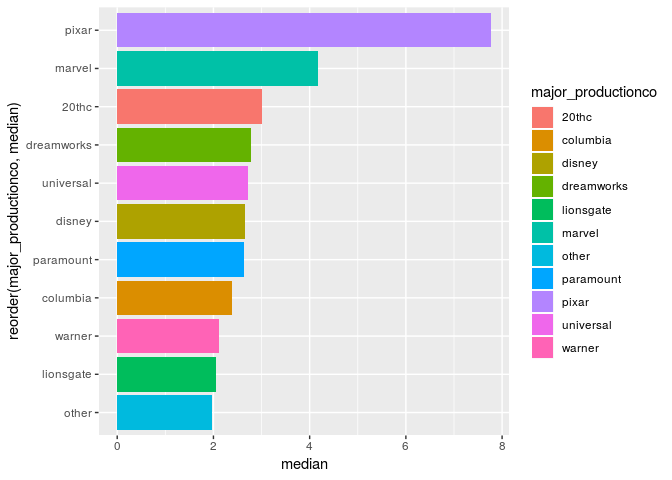 reorder(major_productionco, median)
pixar
marvel
20thc
dreamworks
universal
disney
paramount
columbia
warner
lionsgate
other
0 2 4 6 8
median
major_productionco
20thc
columbia
disney
dreamworks
lionsgate
marvel
other
paramount
pixar
universal
warner